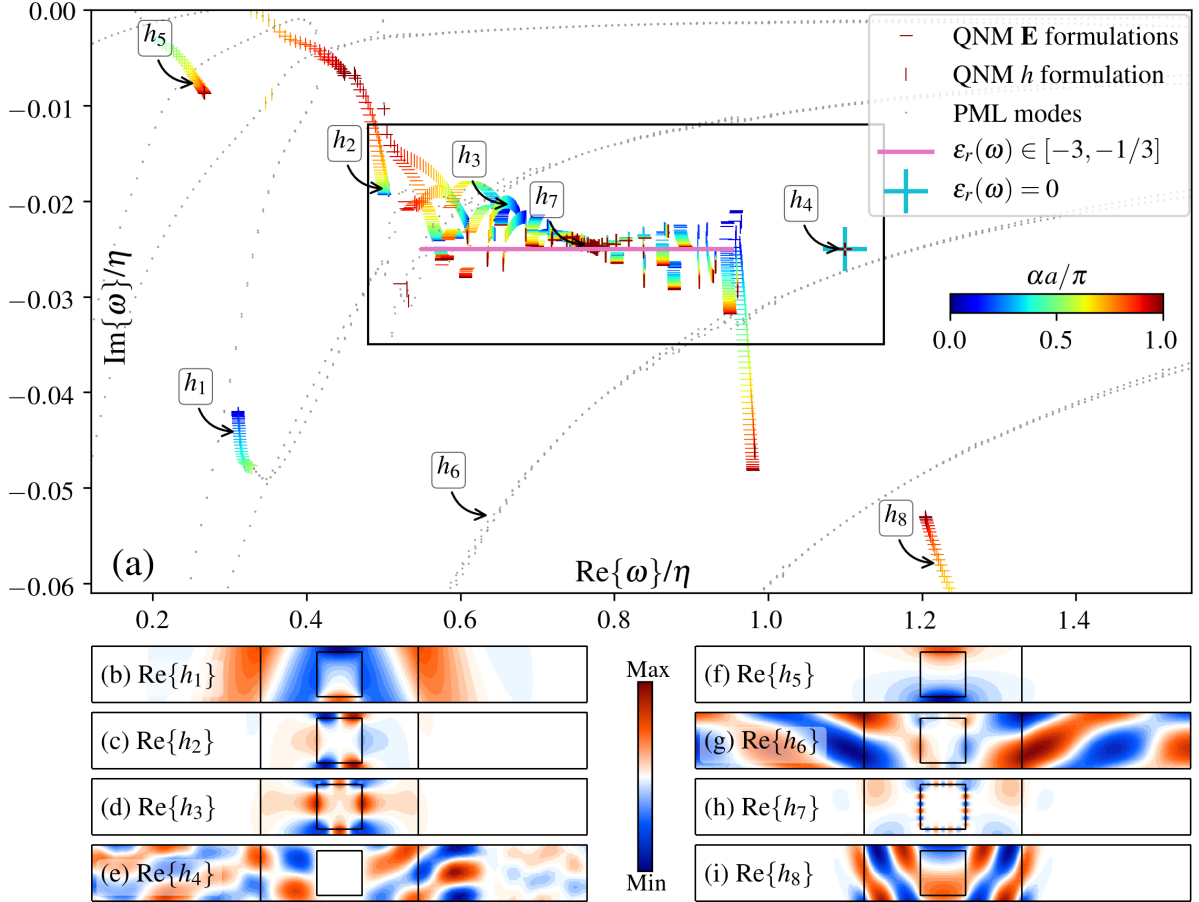 0.00
−0.01
−0.02
−0.03
−0.04
−0.05
−0.06
Im{ω}/η
h5
h2
h3
h7
h4
h1
h6
h8
QNM E formulations
QNM h formulation
PML modes
εr(ω) ∈ [−3, −1/3]
εr(ω) = 0
αa/π
0.0 0.5 1.0
(a)
Re{ω}/η
0.2 0.4 0.6 0.8 1.0 1.2 1.4
(b) Re{h1}
(c) Re{h2}
(d) Re{h3}
(e) Re{h4}
Max
Min
(f) Re{h5}
(g) Re{h6}
(h) Re{h7}
(i) Re{h8}